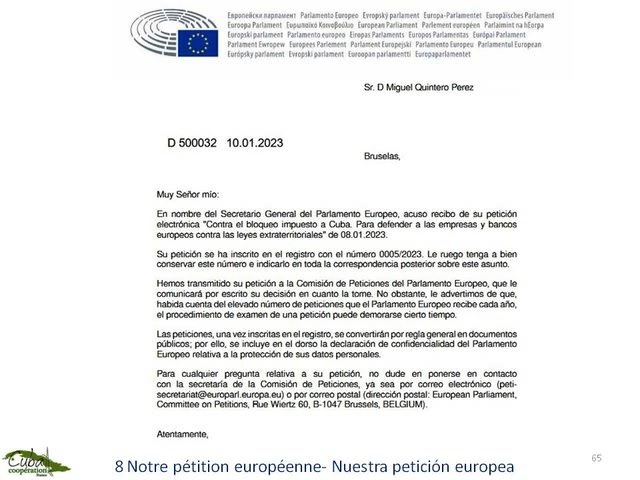 Европейски парламент Parlamento Europeo Evropský parlament Europa-Parlamentet Europäisches Parlament
Euroopa Parlament Ευρωπαϊκό Κοινοβούλιο European Parliament Parlement européen Parlaimint na hEorpa
Europski parlament Parlamento europeo Eiropas Parlaments Europos Parlamentas Európai Parlament
Parlament Ewropew Europees Parlement Parlament Europejski Parlamento Europeu Parlamentul European
Európsky parlament Evropski parlament Euroopan parlamentti Europaparlamentet
Sr. D Miguel Quintero Perez
D 500032 10.01.2023
Bruselas,
Muy Señor mío:
En nombre del Secretario General del Parlamento Europeo, acuso recibo de su petición
electrónica "Contra el bloqueo impuesto a Cuba. Para defender a las empresas y bancos
europeos contra las leyes extraterritoriales" de 08.01.2023.
Su petición se ha inscrito en el registro con el número 0005/2023. Le ruego tenga a bien
conservar este número e indicarlo en toda la correspondencia posterior sobre este asunto.
Hemos transmitido su petición a la Comisión de Peticiones del Parlamento Europeo, que le
comunicará por escrito su decisión en cuanto la tome. No obstante, le advertimos de que,
habida cuenta del elevado número de peticiones que el Parlamento Europeo recibe cada año,
el procedimiento de examen de una petición puede demorarse cierto tiempo.
Las peticiones, una vez inscritas en el registro, se convertirán por regla general en documentos
públicos; por ello, se incluye en el dorso la declaración de confidencialidad del Parlamento
Europeo relativa a la protección de sus datos personales.
Para cualquier pregunta relativa a su petición, no dude en ponerse en contacto
con la secretaría de la Comisión de Peticiones, ya sea por correo electrónico (peti-
secretariat@europarl.europa.eu) o por correo postal (dirección postal: European Parliament,
Committee on Petitions, Rue Wiertz 60, B-1047 Brussels, BELGIUM).
Atentamente,
65
Cuba
coopération
France
8 Notre pétition européenne- Nuestra petición europea